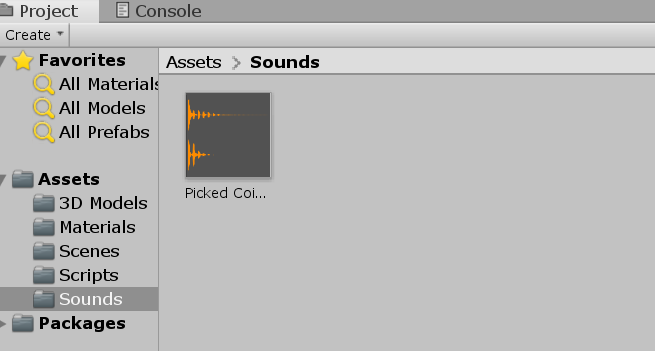 Project
Console
Create
Favorites
All Materials
All Models
All Prefabs
Assets
3D Models
Materials
Scenes
Scripts
Sounds
Packages
Assets > Sounds
Picked Coi...